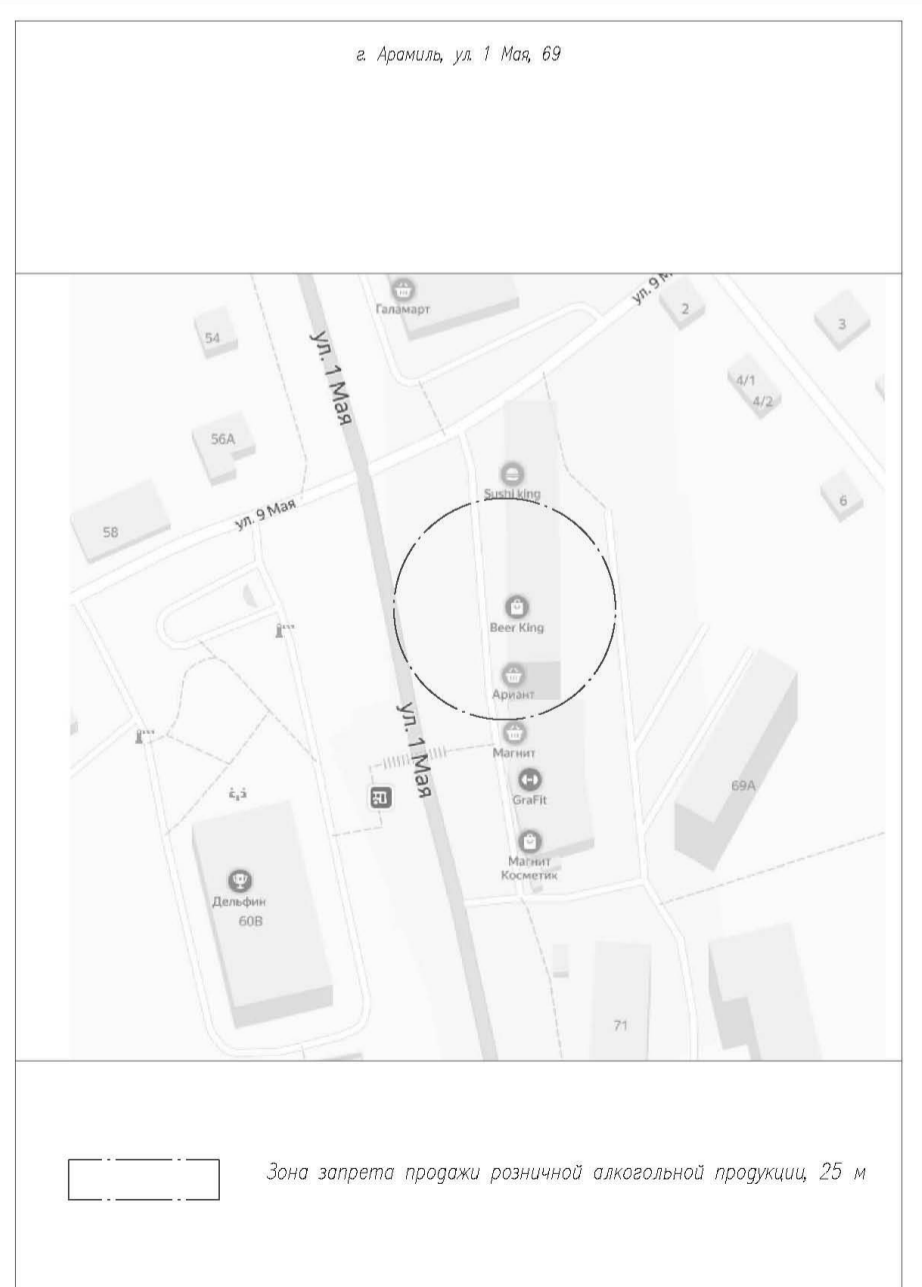 г. Арамиль, ул. 1 Мая, 69
Галамарт
ул. 9 М
2
3
54
ул. 1 Мая
4/1
4/2
56А
Sushi king
6
58
ул. 9 Мая
Beer King
Ариант
ул. 1 Мая
Магнит
GraFit
69А
Магнит
Косметик
Дельфин
60В
71
Зона запрета продажи розничной алкогольной продукции, 25 м